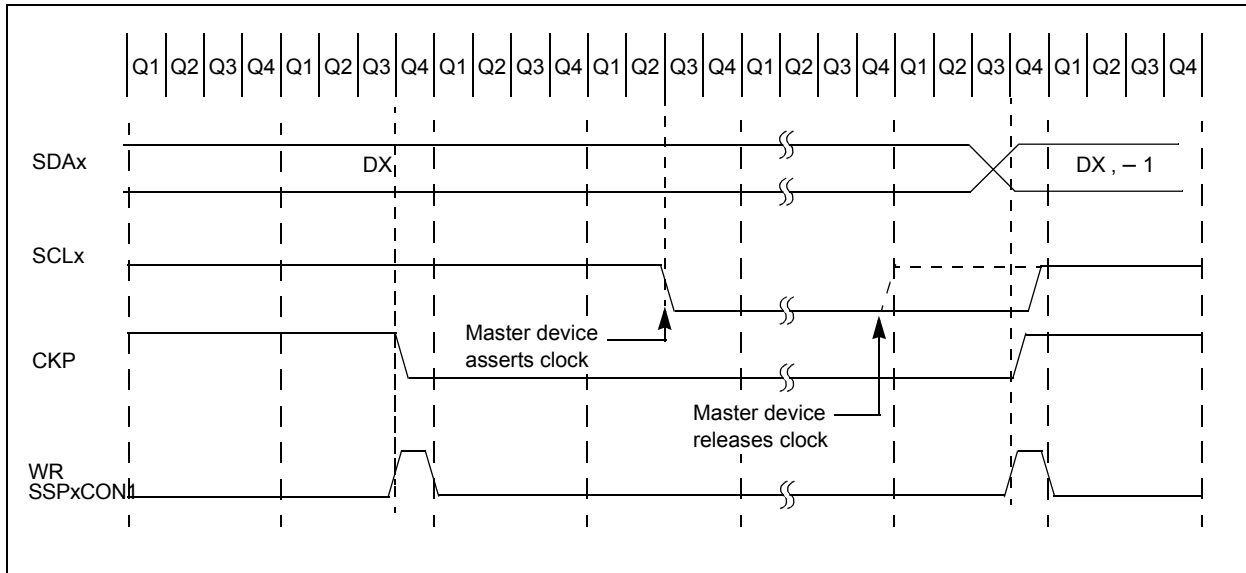 Q1 Q2 Q3 Q4 Q1 Q2 Q3 Q4 Q1 Q2 Q3 Q4 Q1 Q2 Q3 Q4 Q1 Q2 Q3 Q4 Q1 Q2 Q3 Q4 Q1 Q2 Q3 Q4
SDAx
DX
DX , – 1
SCLx
Master device
asserts clock
CKP
Master device
releases clock
WR
SSPxCON1